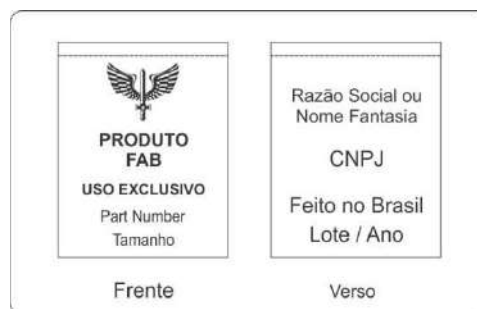 PRODUTO
FAB
USO EXCLUSIVO
Part Number
Tamanho
Frente
Razão Social ou
Nome Fantasia
CNPJ
Feito no Brasil
Lote / Ano
Verso